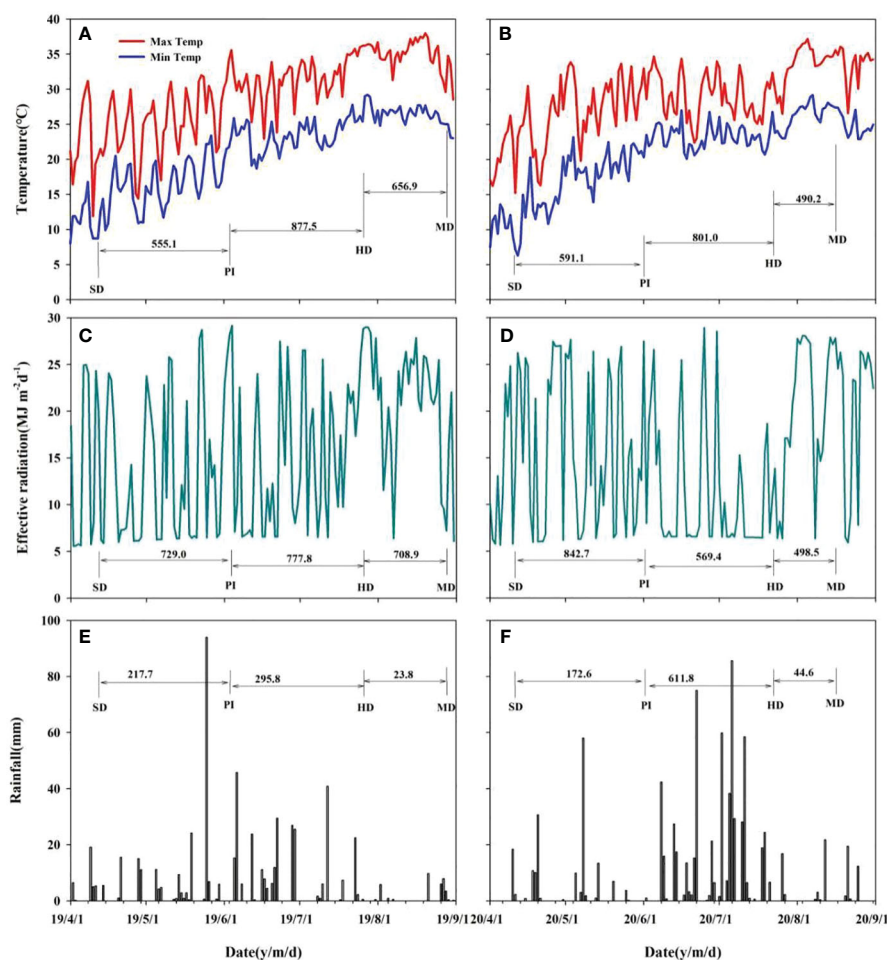 A
Max Temp
Min Temp
40
35
30
25
20
15
10
5
0
Temperature(°C)
555.1
877.5
656.9
SD
PI
HD
MD
B
591.1
801.0
490.2
SD
PI
HD
MD
C
30
25
20
15
10
5
0
Effective radiation(MJ m-2d-1)
729.0
777.8
708.9
SD
PI
HD
MD
D
842.7
569.4
498.5
SD
PI
HD
MD
E
100
80
60
40
20
0
Rainfall(mm)
217.7
295.8
23.8
SD
PI
HD
MD
19/4/1
19/5/1
19/6/1
19/7/1
19/8/1
19/9/1
Date(y/m/d)
F
172.6
611.8
44.6
SD
PI
HD
MD
20/4/1
20/5/1
20/6/1
20/7/1
20/8/1
20/9/1
Date(y/m/d)